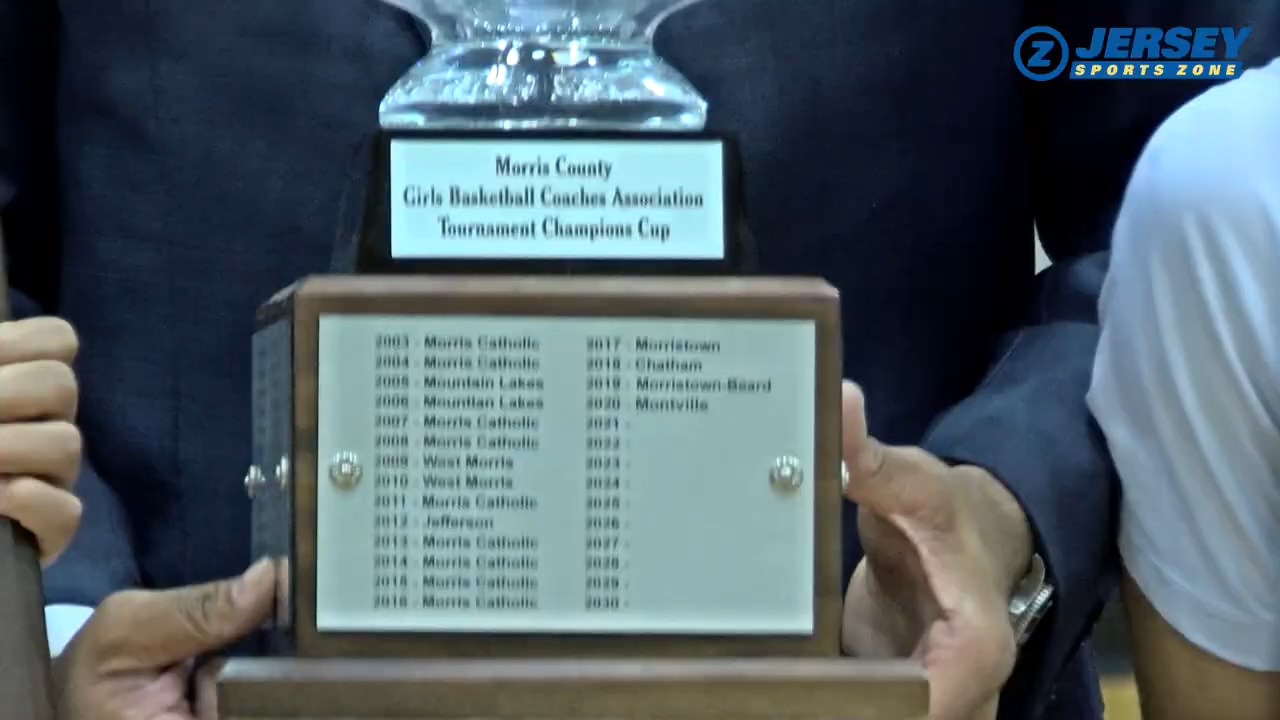 Z JERSEY
SPORTS ZONE
Morris County
Girls Basketball Coaches Association
Tournament Champions Cup
2003 - Morris Catholic
2004 - Morris Catholic
2005 - Mountain Lakes
2006 - Mountian Lakes
2007 - Morris Catholic
2008 - Morris Catholic
2009 - West Morris
2010 - West Morris
2011 - Morris Catholic
2012 - Jefferson
2013 - Morris Catholic
2014 - Morris Catholic
2015 - Morris Catholic
2016 - Morris Catholic
2017 - Morristown
2018 - Chatham
2019 - Morristown-Beard
2020 - Montville
2021 -
2022 -
2023 -
2024 -
2025 -
2026 -
2027 -
2028 -
2029 -
2030 -